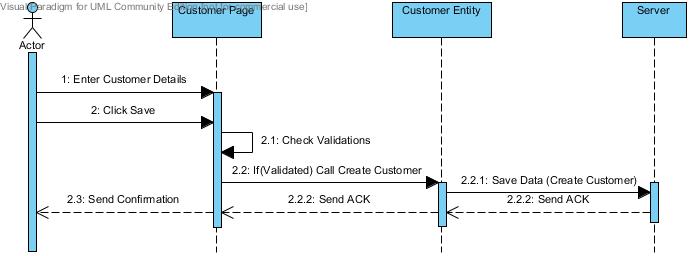 Visual Paradigm for UML Community Edition [not for commercial use]
Customer Page
Customer Entity
Server
Actor
1: Enter Customer Details
2: Click Save
2.1: Check Validations
2.2: If(Validated) Call Create Customer
2.2.1: Save Data (Create Customer)
2.3: Send Confirmation
2.2.2: Send ACK
2.2.2: Send ACK